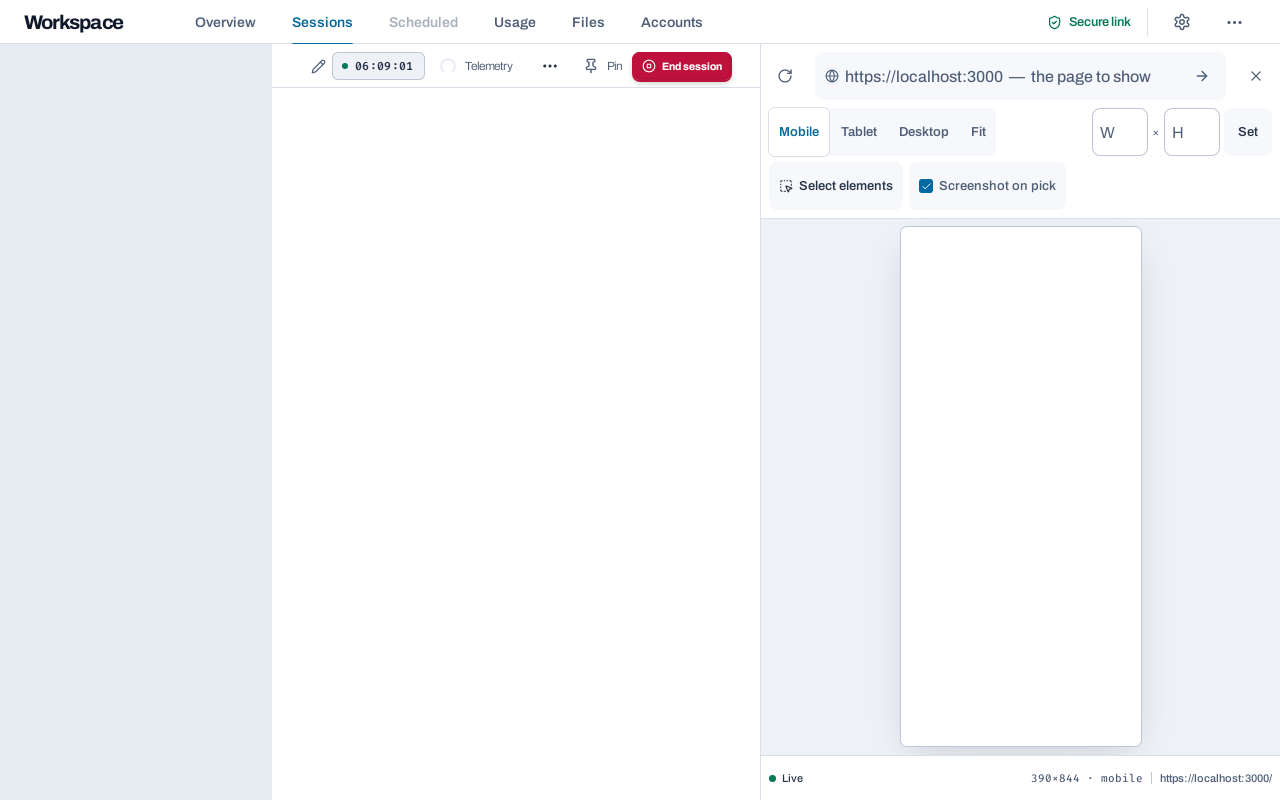 Workspace
Overview
Sessions
Scheduled
Usage
Files
Accounts
Secure link
06:09:01
Telemetry
Pin
End session
https://localhost:3000 — the page to show
Mobile
Tablet
Desktop
Fit
W
×
H
Set
Select elements
Screenshot on pick
Live
390×844 · mobile
https://localhost:3000/